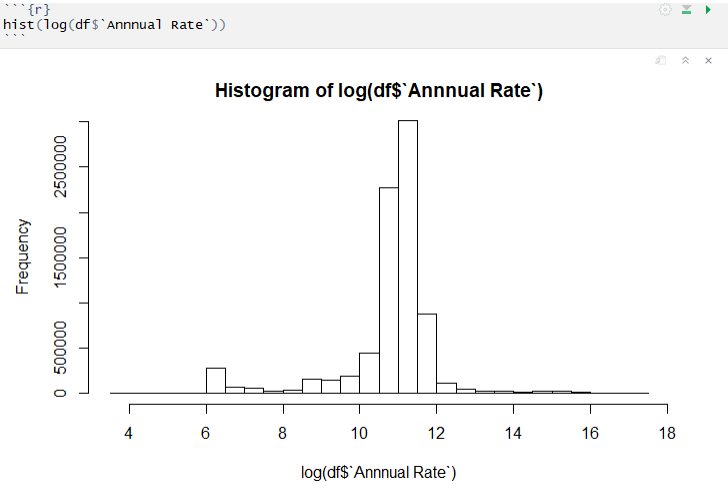 ```{r}
hist(log(df$`Annnual Rate`))
```
Histogram of log(df$`Annnual Rate`)
Frequency
2500000
1500000
500000
0
4 6 8 10 12 14 16 18
log(df$`Annnual Rate`)